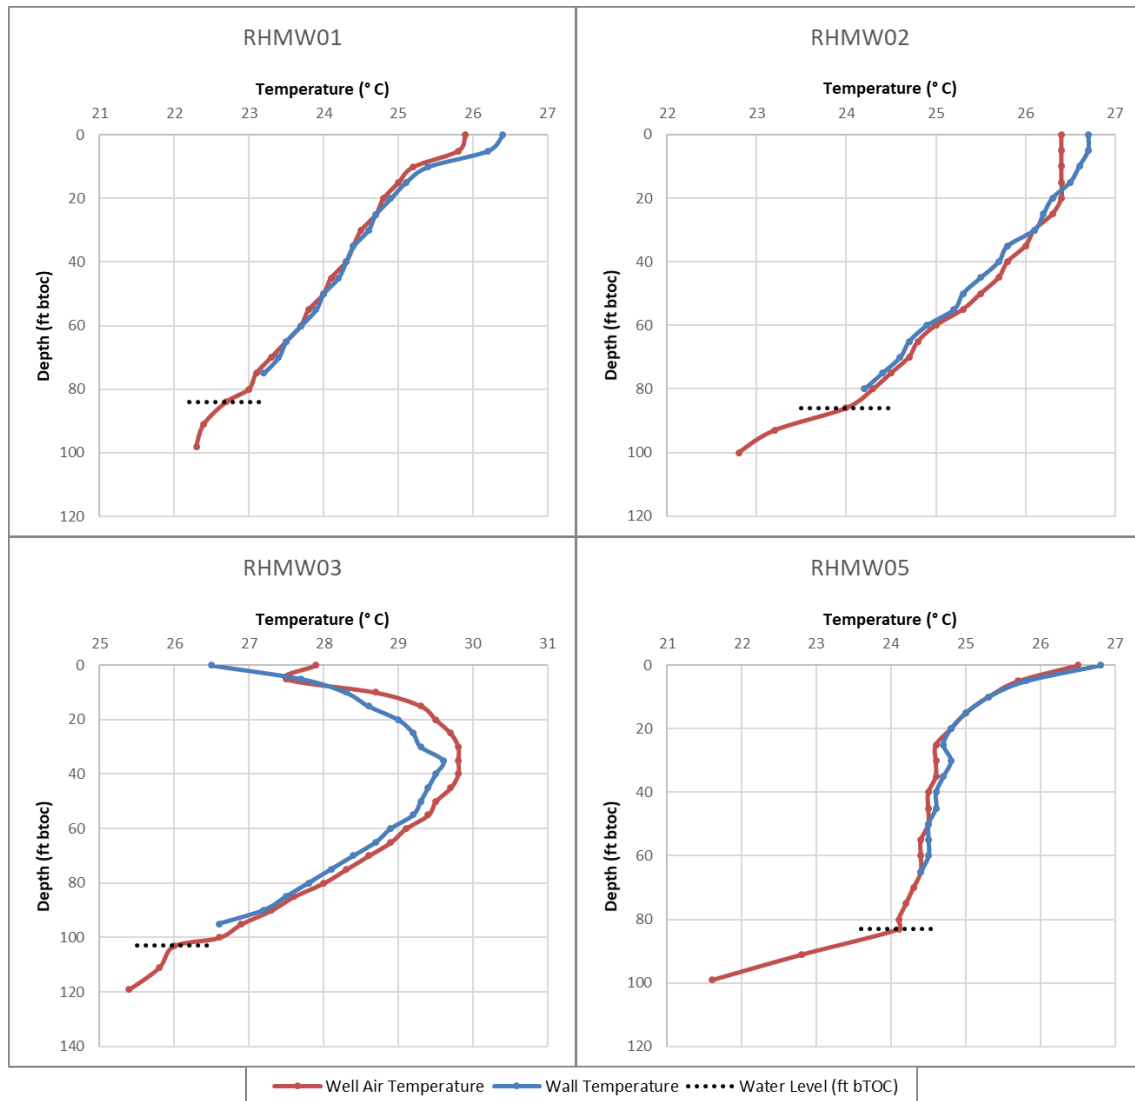 RHMW01
Temperature (° C)
21 22 23 24 25 26 27
0
20
40
60
80
100
120
Depth (ft btoc)
RHMW02
Temperature (° C)
22 23 24 25 26 27
0
20
40
60
80
100
120
Depth (ft btoc)
RHMW03
Temperature (° C)
25 26 27 28 29 30 31
0
20
40
60
80
100
120
140
Depth (ft btoc)
RHMW05
Temperature (° C)
21 22 23 24 25 26 27
0
20
40
60
80
100
120
Depth (ft btoc)
Well Air Temperature Wall Temperature Water Level (ft bTOC)